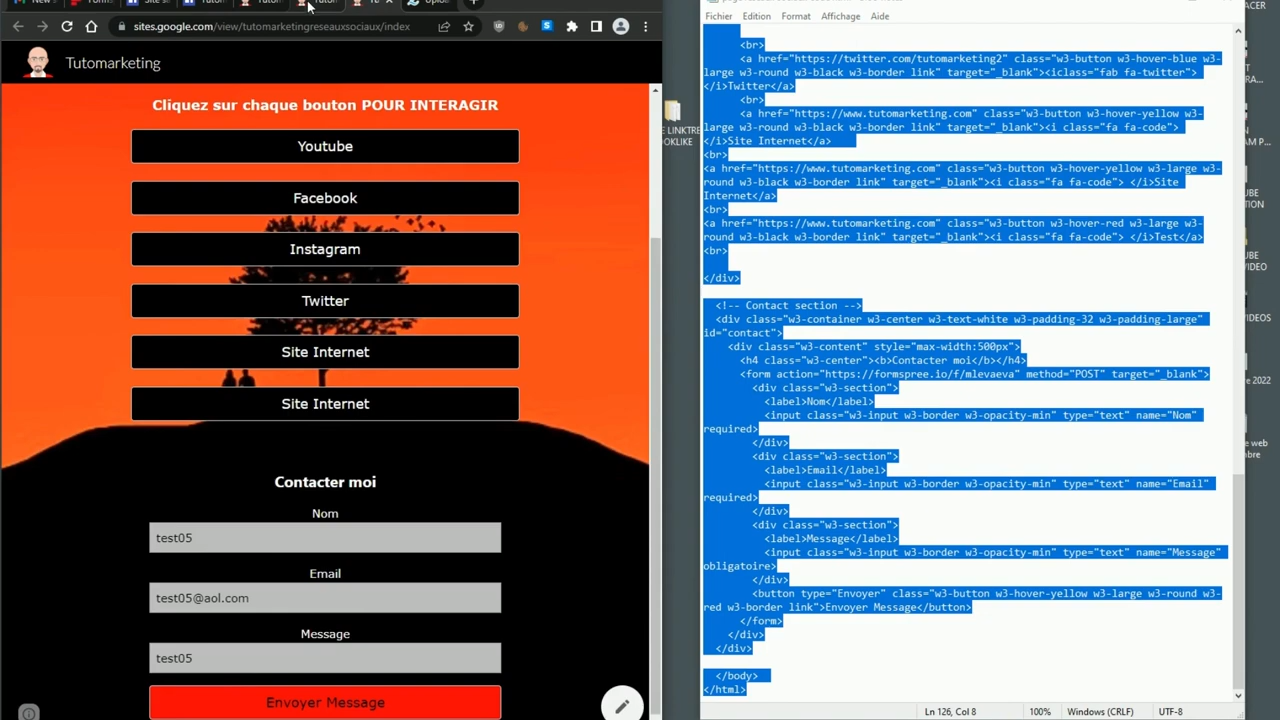 sites.google.com/view/tutomarketingreseauxsociaux/index
Tutomarketing
Cliquez sur chaque bouton POUR INTERAGIR
Youtube
Facebook
Instagram
Twitter
Site Internet
Site Internet
Contacter moi
Nom
test05
Email
test05@aol.com
Message
test05
Envoyer Message
Fichier Edition Format Affichage Aide
<br>
<a href="https://twitter.com/tutomarketing2" class="w3-button w3-hover-blue w3-
large w3-round w3-black w3-border link" target="_blank"><iclass="fab fa-twitter">
</i>Twitter</a>
<br>
<a href="https://www.tutomarketing.com" class="w3-button w3-hover-yellow w3-
large w3-round w3-black w3-border link" target="_blank"><i class="fa fa-code">
</i>Site Internet</a>
<br>
<a href="https://www.tutomarketing.com" class="w3-button w3-hover-yellow w3-large w3-
round w3-black w3-border link" target="_blank"><i class="fa fa-code"> </i>Site
Internet</a>
<br>
<a href="https://www.tutomarketing.com" class="w3-button w3-hover-red w3-large w3-
round w3-black w3-border link" target="_blank"><i class="fa fa-code"> </i>Test</a>
<br>
</div>
<!-- Contact section -->
<div class="w3-container w3-center w3-text-white w3-padding-32 w3-padding-large"
id="contact">
<div class="w3-content" style="max-width:500px">
<h4 class="w3-center"><b>Contacter moi</b></h4>
<form action="https://formspree.io/f/mlevaeva" method="POST" target="_blank">
<div class="w3-section">
<label>Nom</label>
<input class="w3-input w3-border w3-opacity-min" type="text" name="Nom"
required>
</div>
<div class="w3-section">
<label>Email</label>
<input class="w3-input w3-border w3-opacity-min" type="text" name="Email"
required>
</div>
<div class="w3-section">
<label>Message</label>
<input class="w3-input w3-border w3-opacity-min" type="text" name="Message"
obligatoire>
</div>
<button type="Envoyer" class="w3-button w3-hover-yellow w3-large w3-round w3-
red w3-border link">Envoyer Message</button>
</form>
</div>
</div>
</body>
</html>
Ln 126, Col 8 100% Windows (CRLF) UTF-8